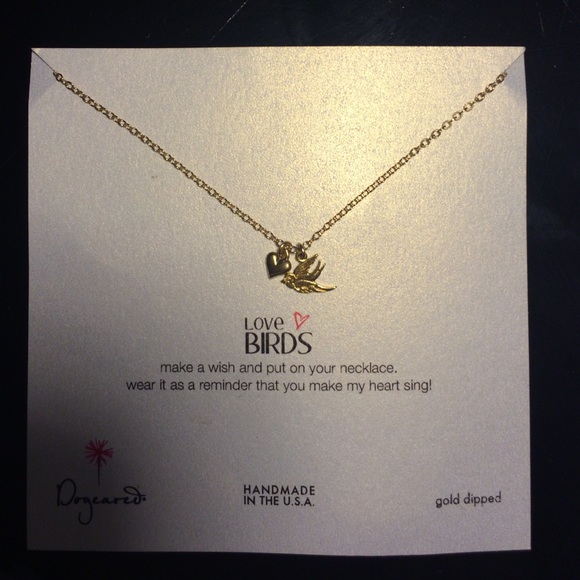 LOVE
BIRDS
make a wish and put on your necklace.
wear it as a reminder that you make my heart sing!
Dogeared
HANDMADE
IN THE U.S.A.
gold dipped